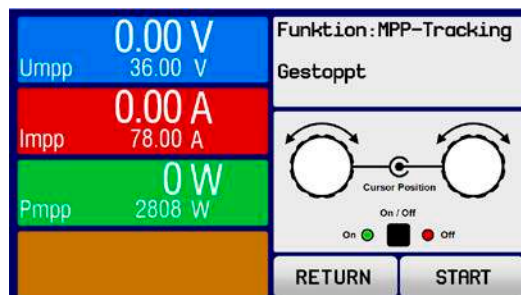 0.00 V
Umpp 36.00 V
0.00 A
Impp 78.00 A
0 W
Pmpp 2808 W
Funktion:MPP-Tracking
Gestoppt
Cursor Position
On / Off
On Off
RETURN START